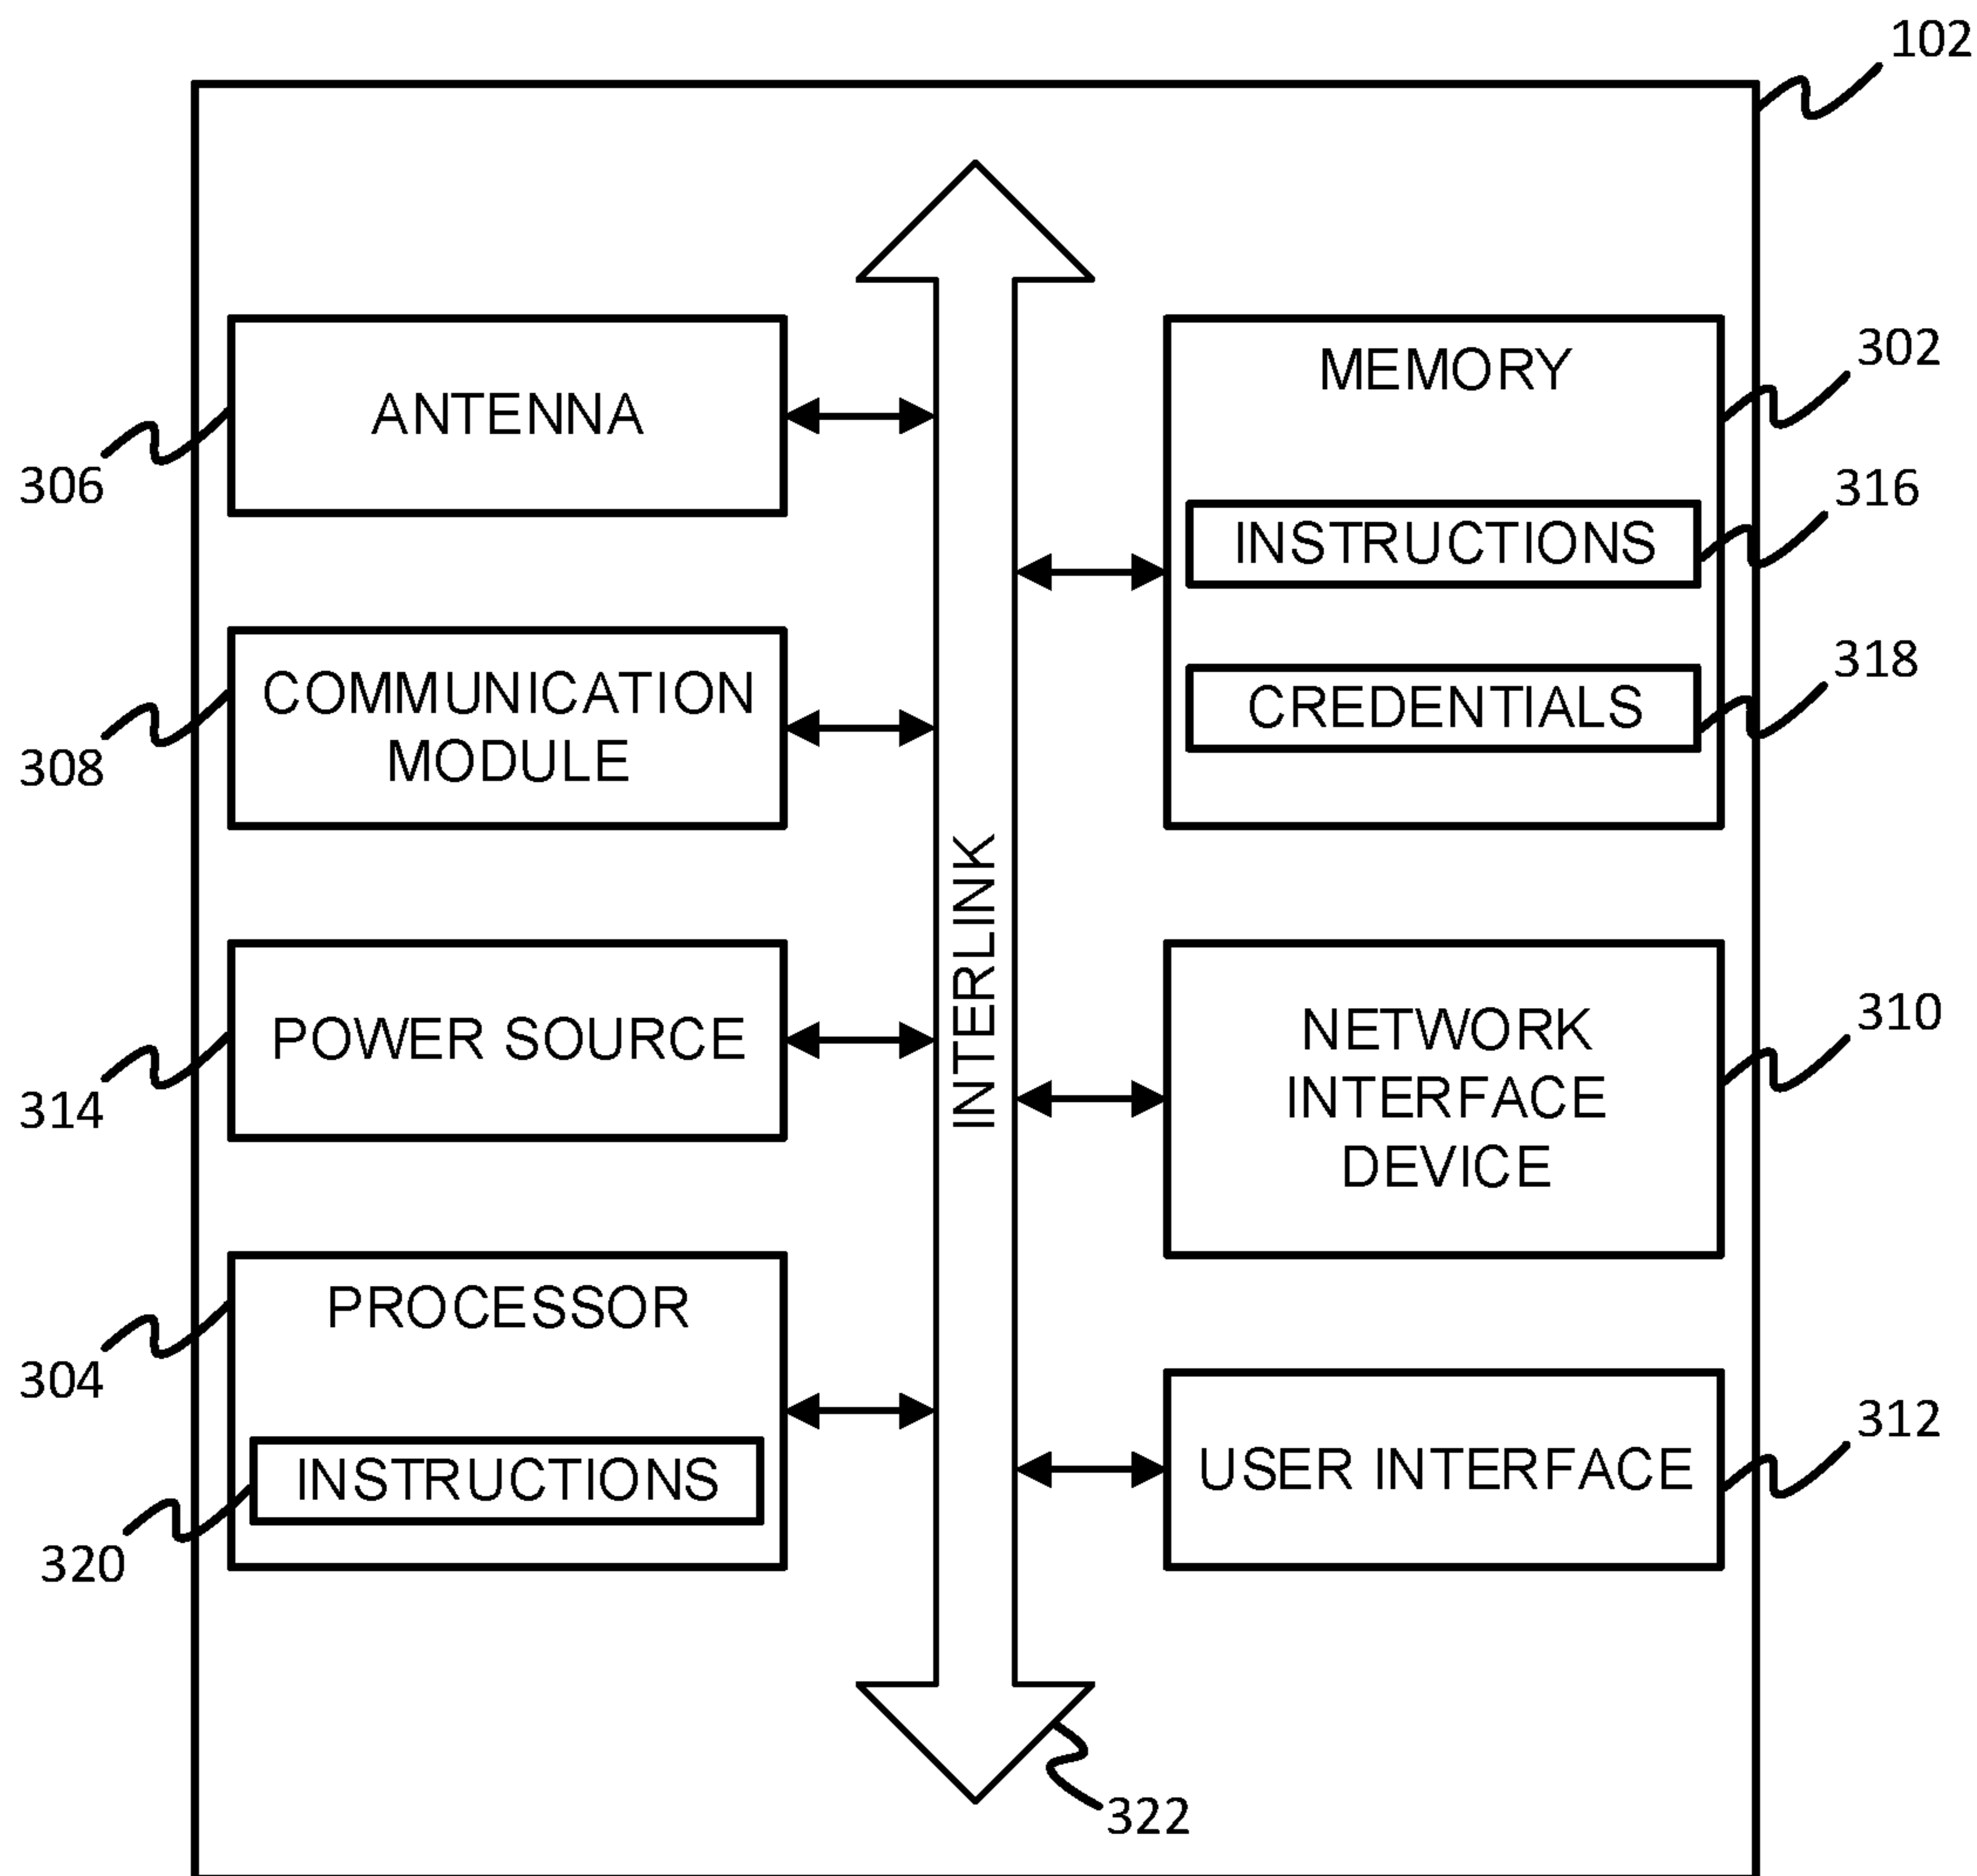 102
ANTENNA
306
MEMORY
302
INSTRUCTIONS
316
CREDENTIALS
318
COMMUNICATION
MODULE
308
INTERLINK
POWER SOURCE
314
NETWORK
INTERFACE
DEVICE
310
PROCESSOR
304
INSTRUCTIONS
320
USER INTERFACE
312
322